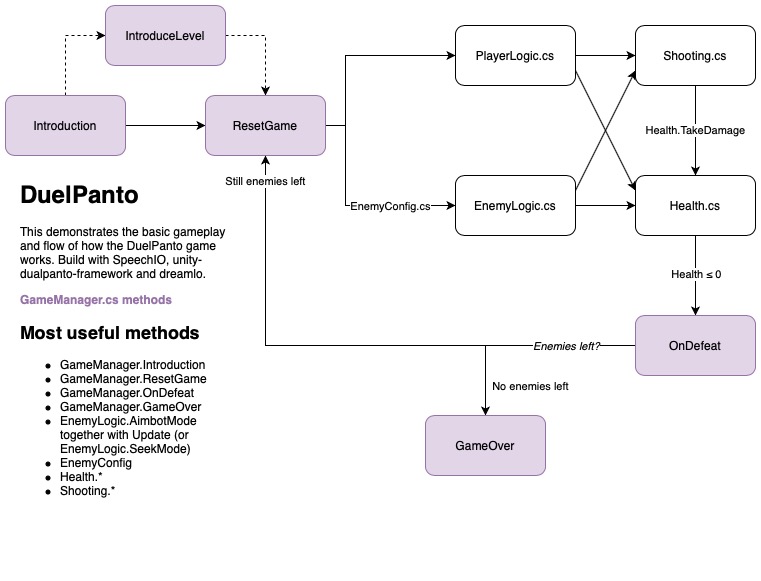 IntroduceLevel
Introduction
ResetGame
PlayerLogic.cs
Shooting.cs
Health.TakeDamage
EnemyConfig.cs
EnemyLogic.cs
Health.cs
Still enemies left
Health ≤ 0
Enemies left?
OnDefeat
No enemies left
GameOver
DuelPanto
This demonstrates the basic gameplay
and flow of how the DuelPanto game
works. Build with SpeechIO, unity-
dualpanto-framework and dreamlo.
GameManager.cs methods
Most useful methods
• GameManager.Introduction
• GameManager.ResetGame
• GameManager.OnDefeat
• GameManager.GameOver
• EnemyLogic.AimbotMode
together with Update (or
EnemyLogic.SeekMode)
• EnemyConfig
• Health.*
• Shooting.*